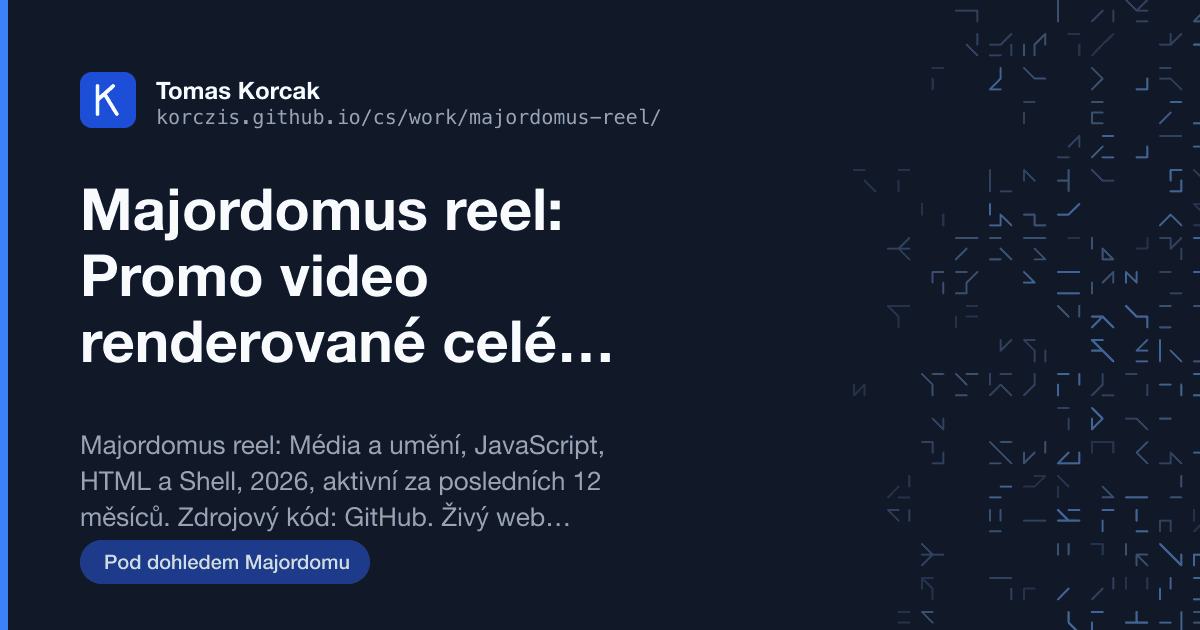 Tomas Korcak
korczis.github.io/cs/work/majordomus-reel/
Majordomus reel:
Promo video
renderované celé…
Majordomus reel: Média a umění, JavaScript,
HTML a Shell, 2026, aktivní za posledních 12
měsíců. Zdrojový kód: GitHub. Živý web…
Pod dohledem Majordomu